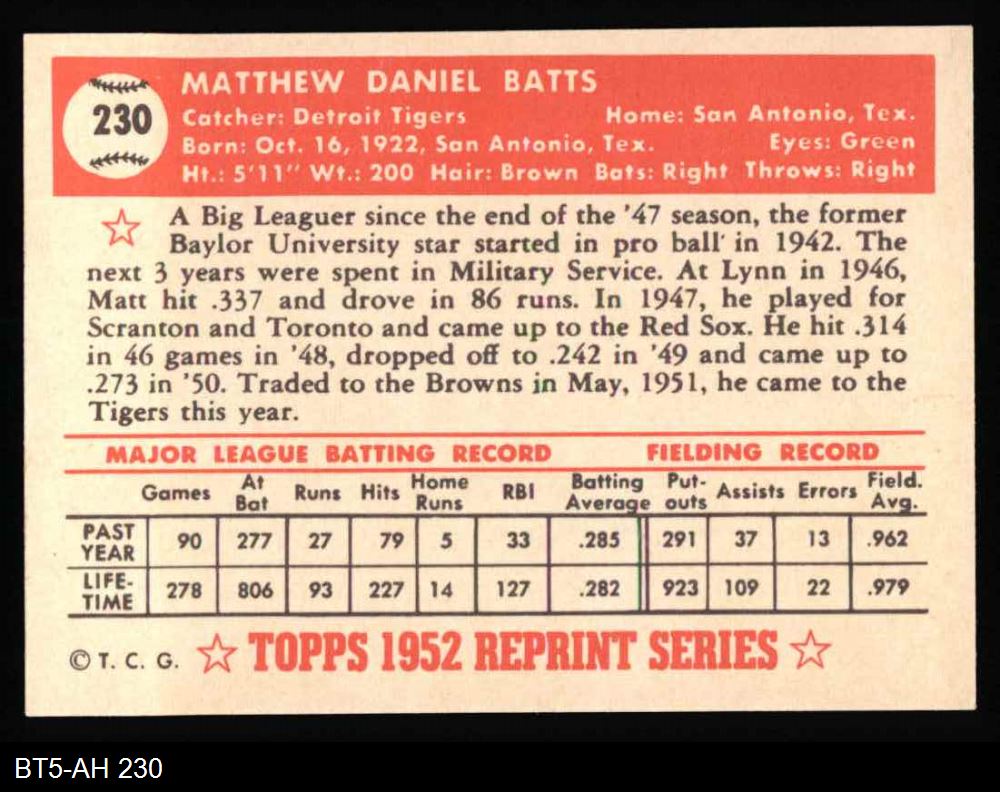 230
MATTHEW DANIEL BATTS
Catcher: Detroit Tigers Home: San Antonio, Tex.
Born: Oct. 16, 1922, San Antonio, Tex. Eyes: Green
Ht.: 5'11" Wt.: 200 Hair: Brown Bats: Right Throws: Right
A Big Leaguer since the end of the '47 season, the former
Baylor University star started in pro ball in 1942. The
next 3 years were spent in Military Service. At Lynn in 1946,
Matt hit .337 and drove in 86 runs. In 1947, he played for
Scranton and Toronto and came up to the Red Sox. He hit .314
in 46 games in '48, dropped off to .242 in '49 and came up to
.273 in '50. Traded to the Browns in May, 1951, he came to the
Tigers this year.
MAJOR LEAGUE BATTING RECORD FIELDING RECORD
Games At Bat Runs Hits Home Runs RBI Batting Average Put-outs Assists Errors Field. Avg.
PAST YEAR 90 277 27 79 5 33 .285 291 37 13 .962
LIFE-TIME 278 806 93 227 14 127 .282 923 109 22 .979
© T. C. G. TOPPS 1952 REPRINT SERIES
BT5-AH 230